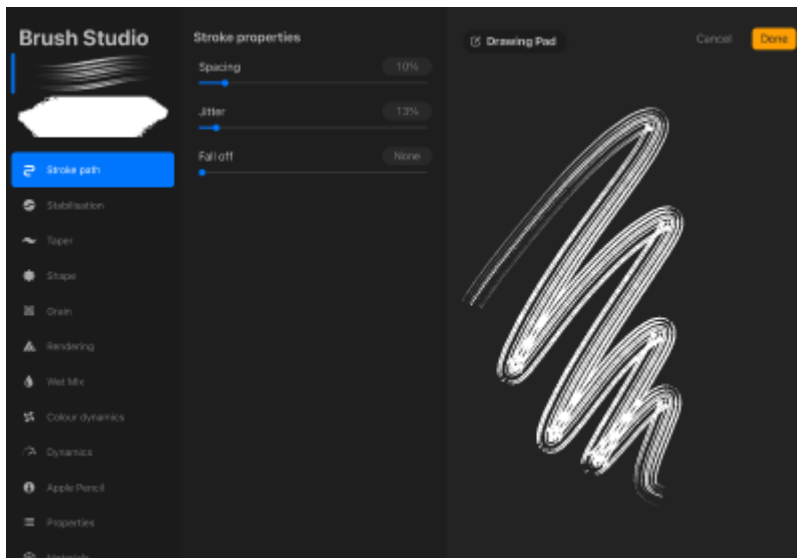 Brush Studio
Stroke path
Stabilisation
Taper
Shape
Grain
Rendering
Wet Mix
Colour dynamics
Dynamics
Apple Pencil
Properties
Materials
Stroke properties
Spacing 10%
Jitter 13%
Fall off None
Drawing Pad
Cancel
Done